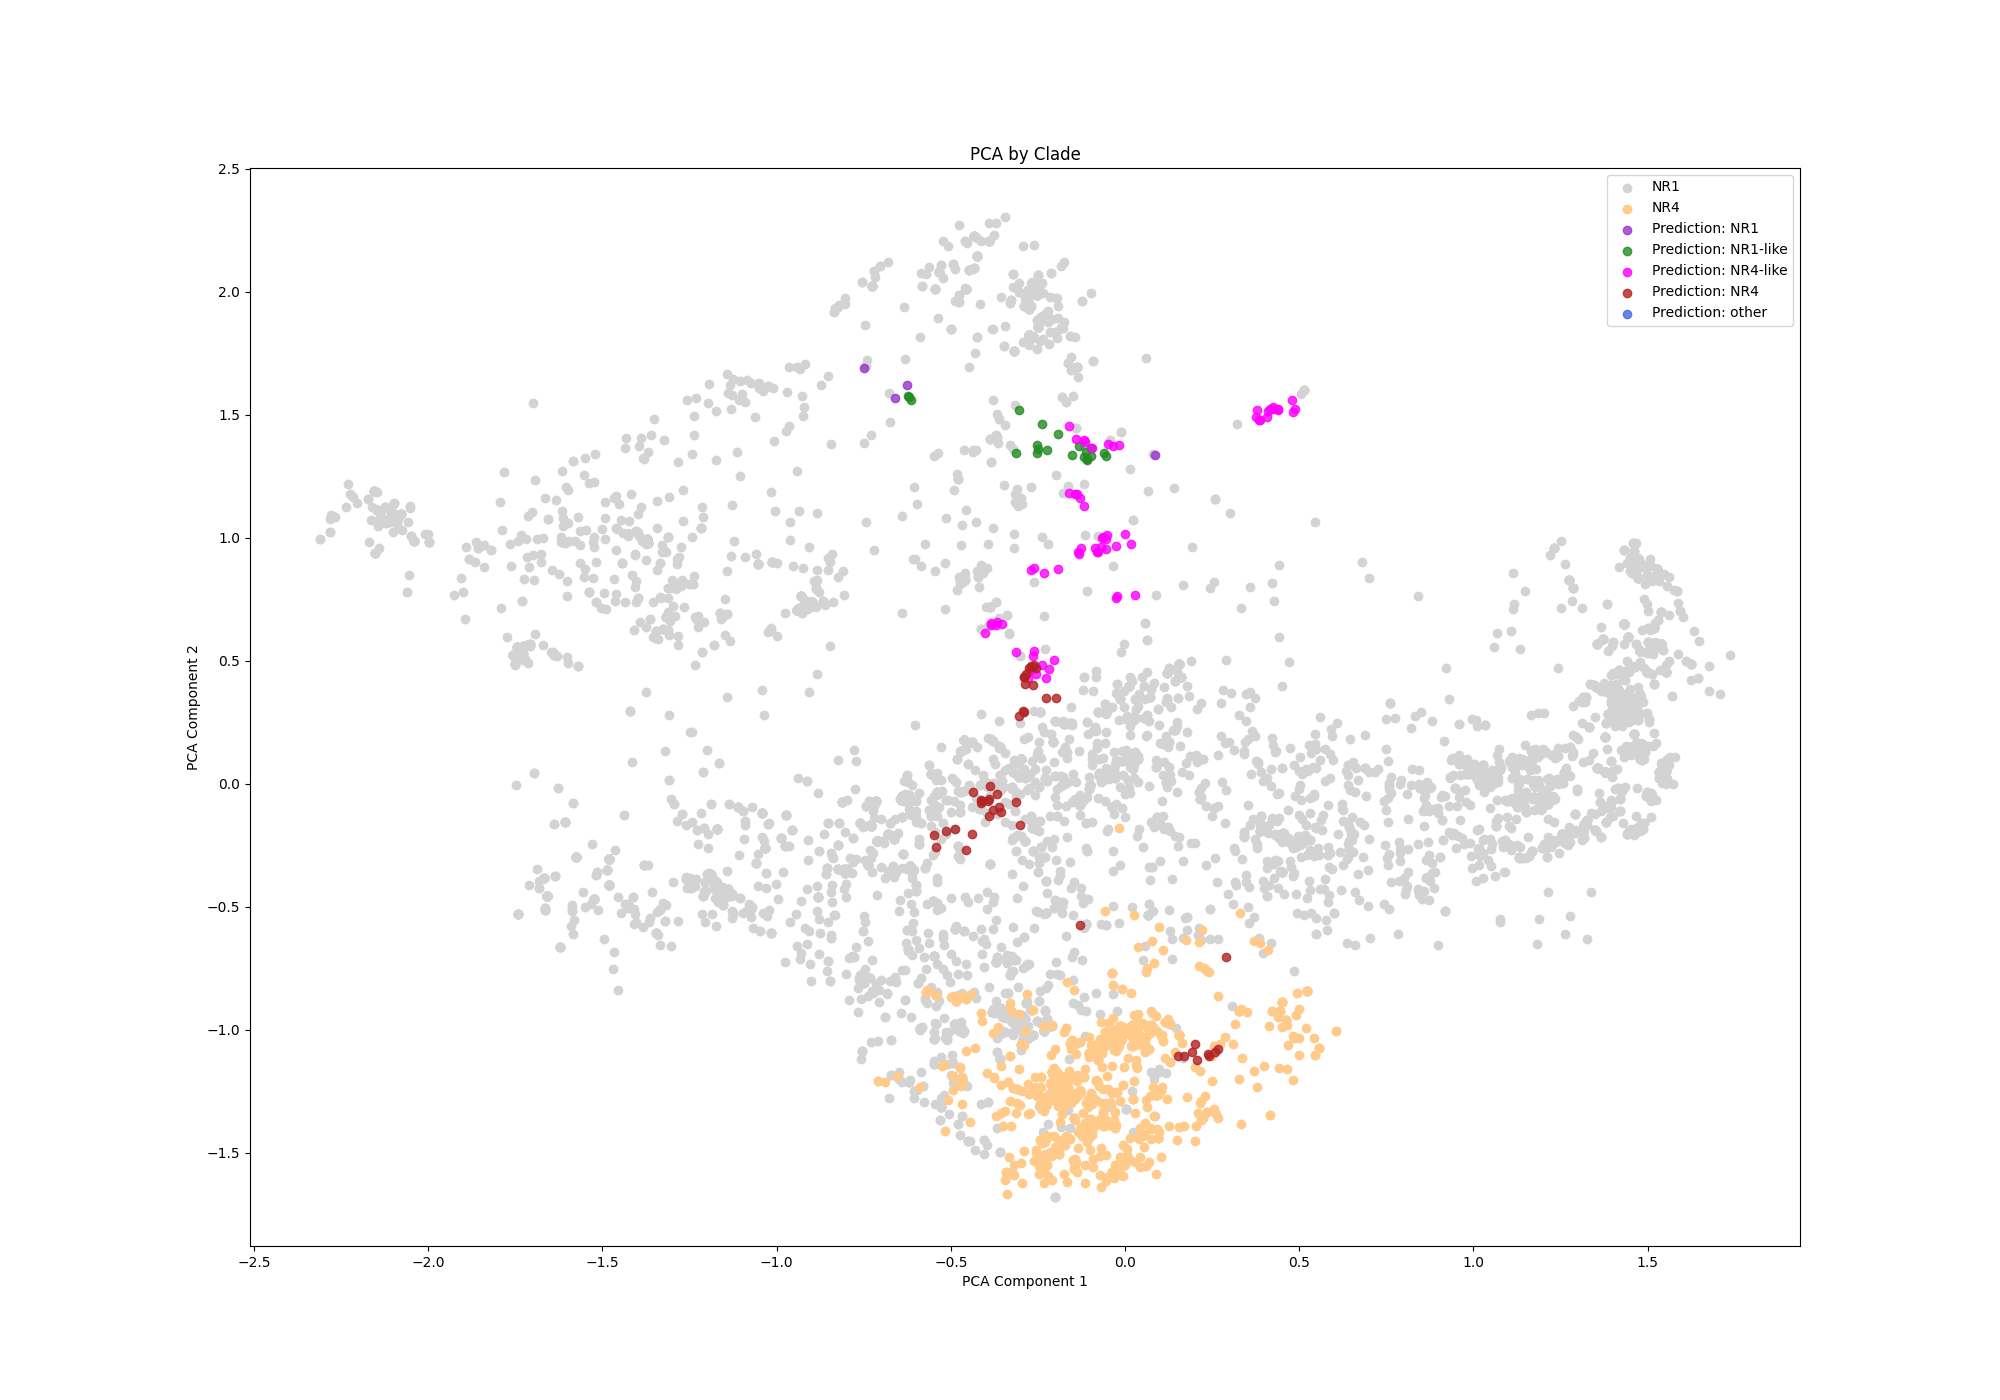 PCA by Clade
NR1
NR4
Prediction: NR1
Prediction: NR1-like
Prediction: NR4-like
Prediction: NR4
Prediction: other
2.5
2.0
1.5
1.0
0.5
0.0
−0.5
−1.0
−1.5
PCA Component 2
−2.5 −2.0 −1.5 −1.0 −0.5 0.0 0.5 1.0 1.5
PCA Component 1